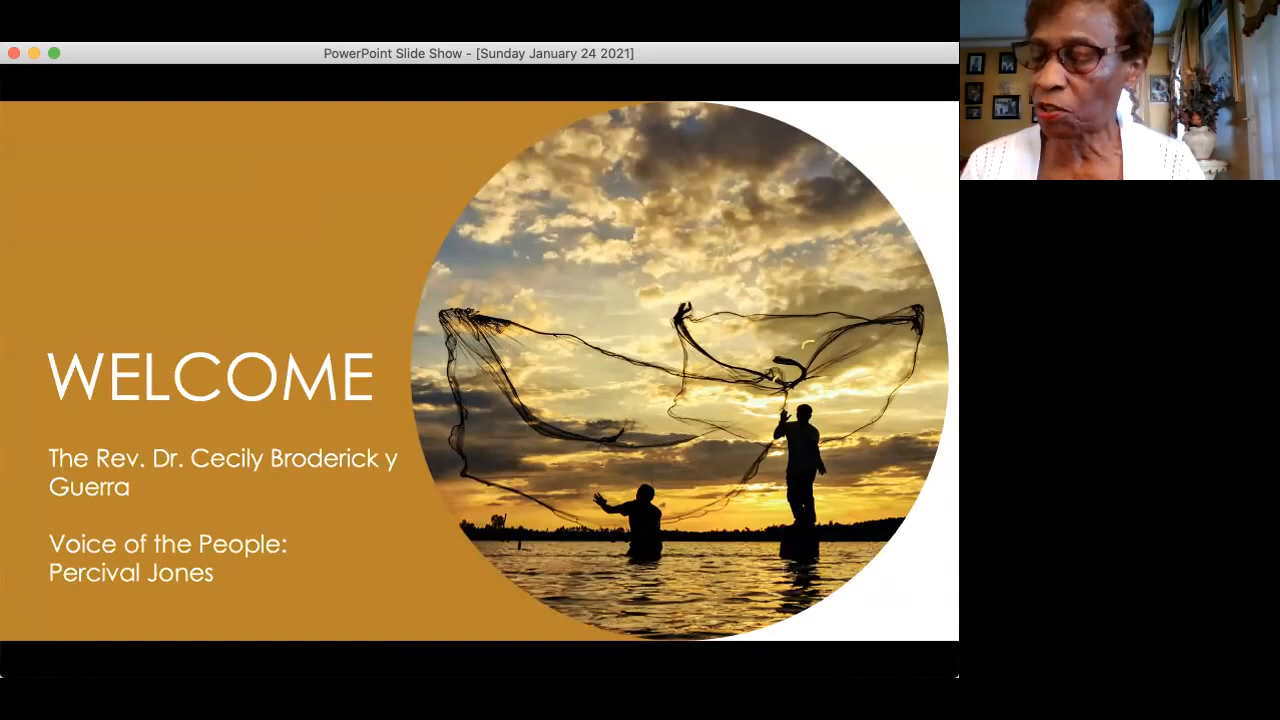 PowerPoint Slide Show - [Sunday January 24 2021]
WELCOME
The Rev. Dr. Cecily Broderick y
Guerra
Voice of the People:
Percival Jones